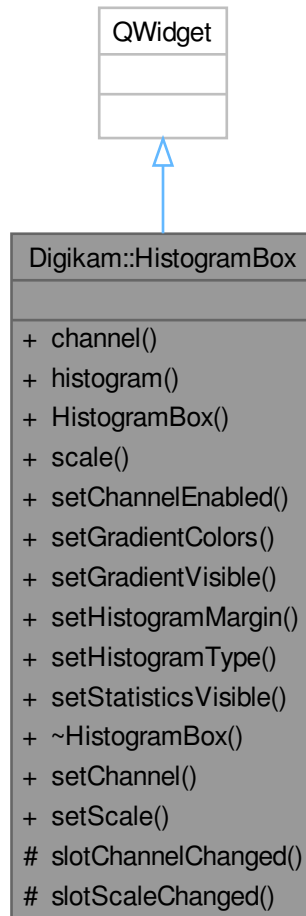 QWidget
Digikam::HistogramBox
+ channel()
+ histogram()
+ HistogramBox()
+ scale()
+ setChannelEnabled()
+ setGradientColors()
+ setGradientVisible()
+ setHistogramMargin()
+ setHistogramType()
+ setStatisticsVisible()
+ ~HistogramBox()
+ setChannel()
+ setScale()
# slotChannelChanged()
# slotScaleChanged()